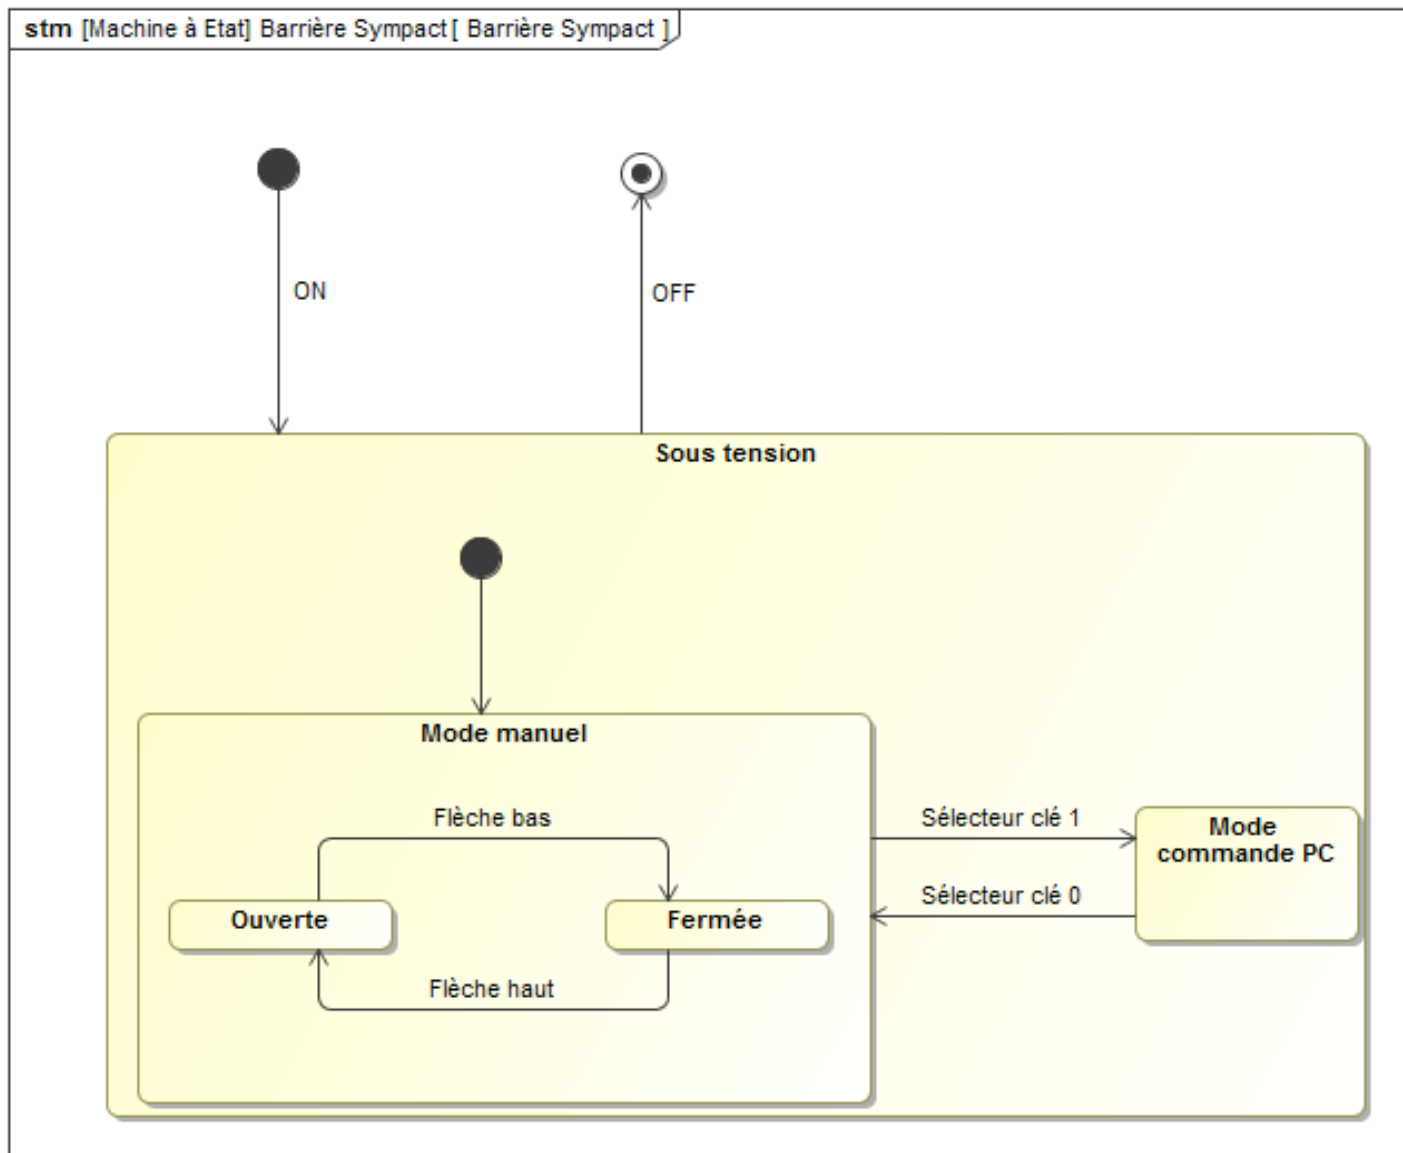 stm [Machine à Etat] Barrière Sympact[ Barrière Sympact ]
ON
OFF
Sous tension
Mode manuel
Flèche bas
Sélecteur clé 1
Mode
commande PC
Sélecteur clé 0
Ouverte
Fermée
Flèche haut